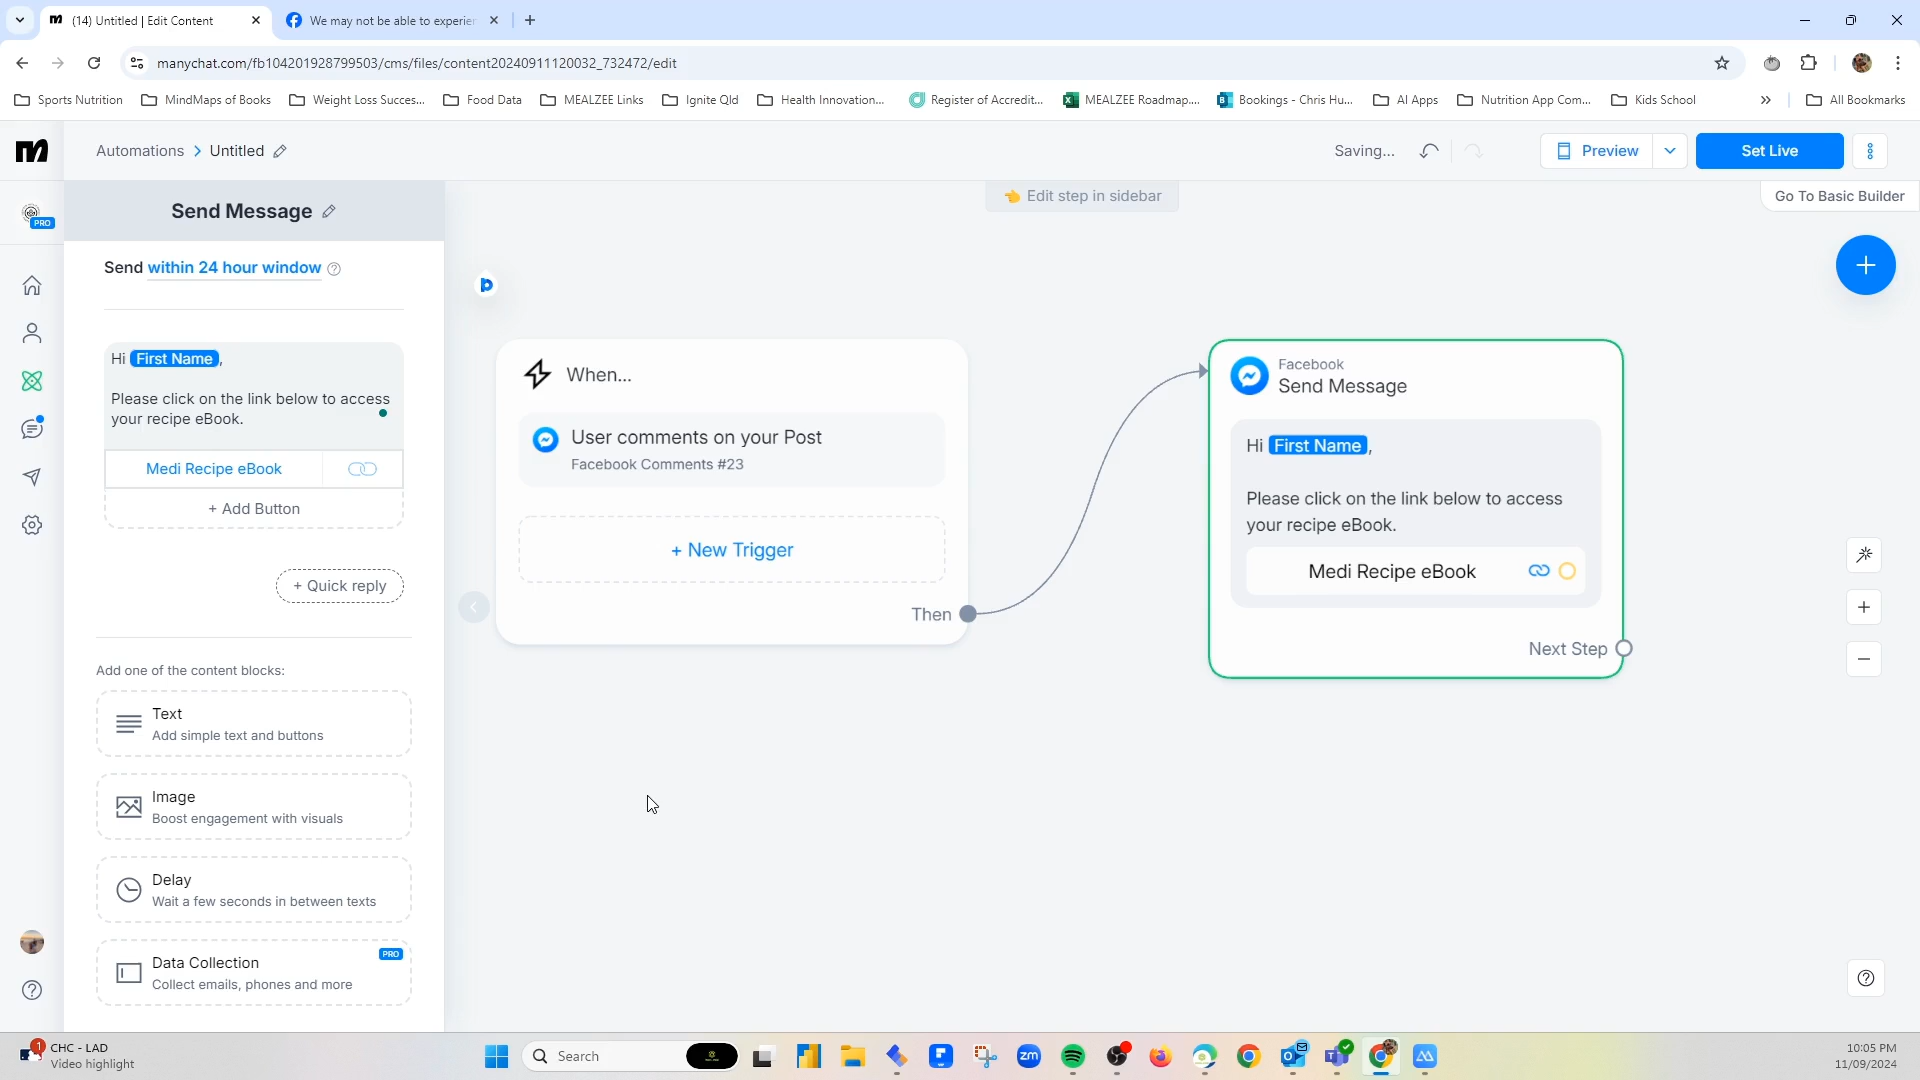 (14) Untitled | Edit Content
We may not be able to experien
manychat.com/fb104201928799503/cms/files/content20240911120032_732472/edit
Sports Nutrition
MindMaps of Books
Weight Loss Succes...
Food Data
MEALZEE Links
Ignite Qld
Health Innovation...
Register of Accredit...
MEALZEE Roadmap....
Bookings - Chris Hu...
AI Apps
Nutrition App Com...
Kids School
»
All Bookmarks
Automations > Untitled
Saving...
Preview
Set Live
Send Message
👈 Edit step in sidebar
Go To Basic Builder
PRO
Send within 24 hour window
Hi First Name,
Please click on the link below to access
your recipe eBook.
Medi Recipe eBook
+ Add Button
+ Quick reply
Add one of the content blocks:
Text
Add simple text and buttons
Image
Boost engagement with visuals
Delay
Wait a few seconds in between texts
Data Collection
PRO
Collect emails, phones and more
When...
User comments on your Post
Facebook Comments #23
+ New Trigger
Then
Facebook
Send Message
Hi First Name,
Please click on the link below to access
your recipe eBook.
Medi Recipe eBook
Next Step
1
CHC - LAD
Video highlight
Search
zm
10:05 PM
11/09/2024